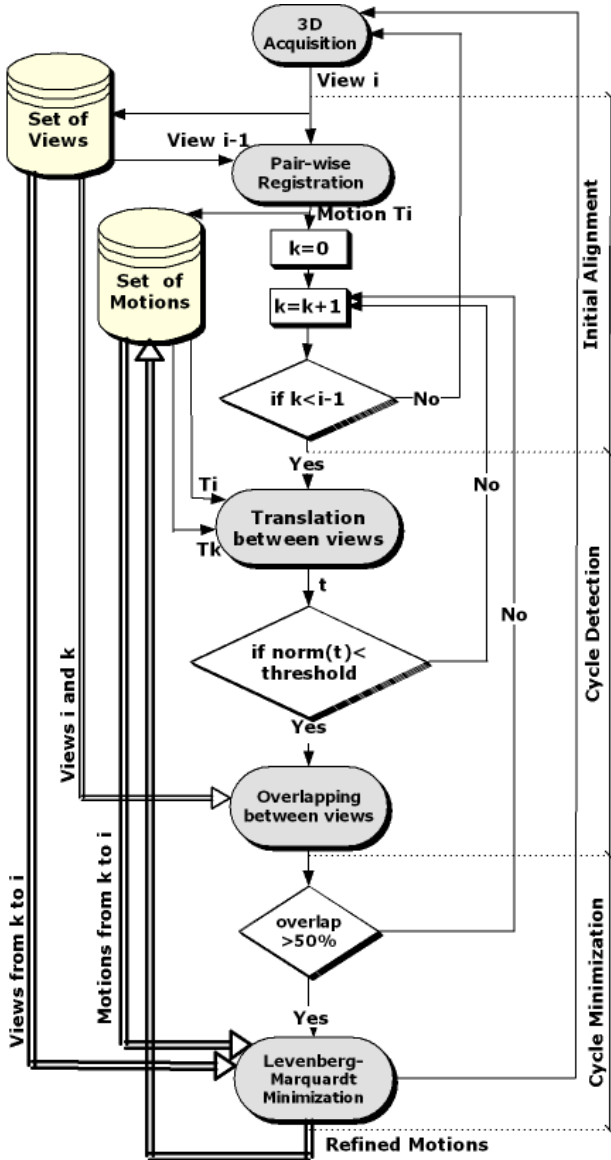 3D
Acquisition
View i
Set of
Views
View i-1
Pair-wise
Registration
Motion Ti
k=0
Set of
Motions
k=k+1
if k<i-1
No
Initial Alignment
Yes
Ti
Tk
Translation
between views
No
t
if norm(t)<
threshold
No
Cycle Detection
Yes
Views i and k
Overlapping
between views
overlap
>50%
Yes
Motions from k to i
Views from k to i
Levenberg-
Marquardt
Minimization
Cycle Minimization
Refined Motions